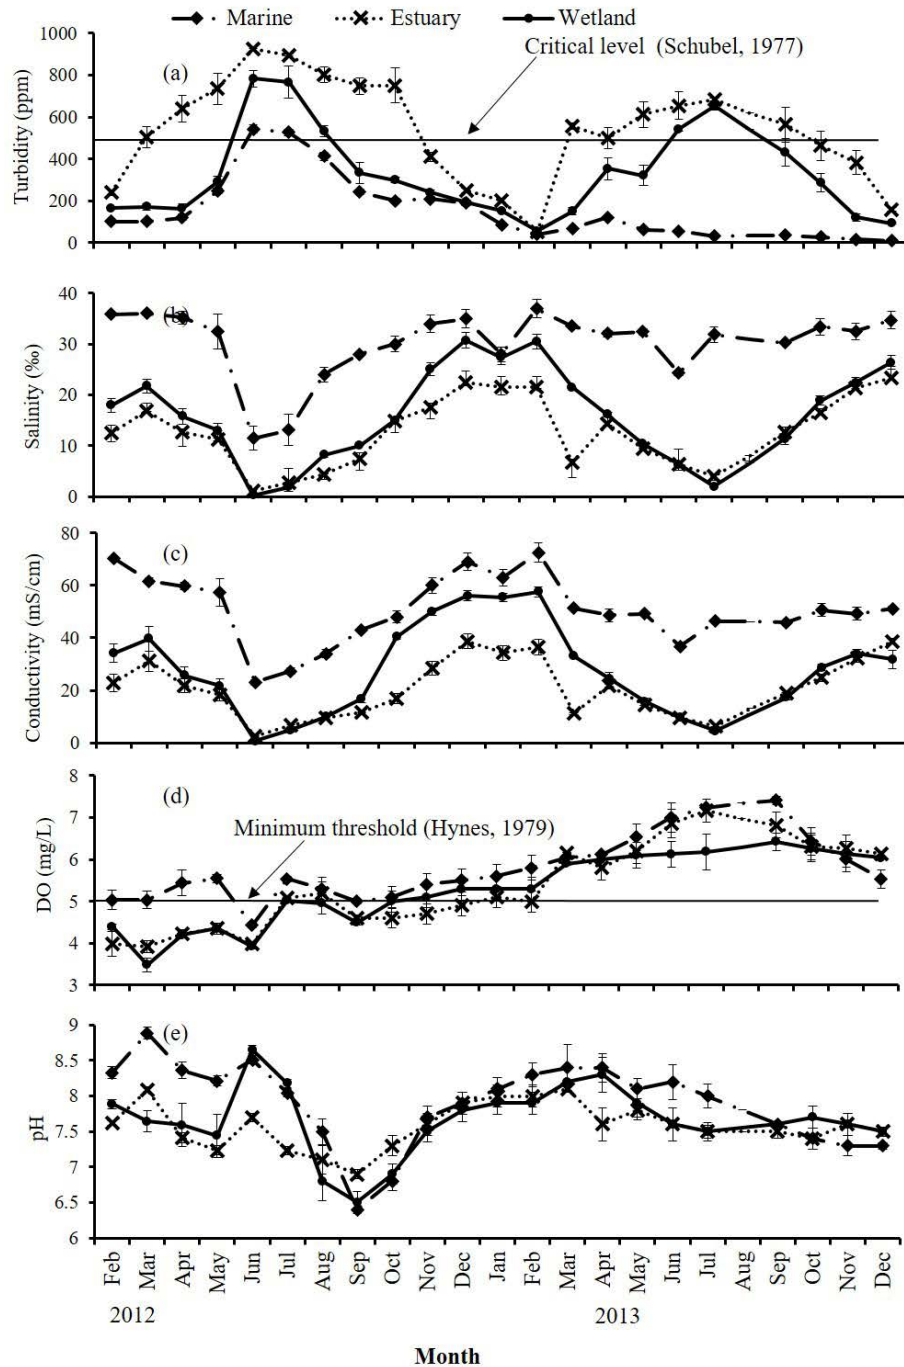 Marine Estuary Wetland
1000
800
600
400
200
0
Turbidity (ppm)
(a)
Critical level (Schubel, 1977)
40
30
20
10
0
Salinity (‰)
(b)
80
60
40
20
0
Conductivity (mS/cm)
(c)
8
7
6
5
4
3
DO (mg/L)
(d)
Minimum threshold (Hynes, 1979)
9
8.5
8
7.5
7
6.5
6
pH
(e)
Feb Mar Apr May Jun Jul Aug Sep Oct Nov Dec Jan Feb Mar Apr May Jun Jul Aug Sep Oct Nov Dec
2012 2013
Month